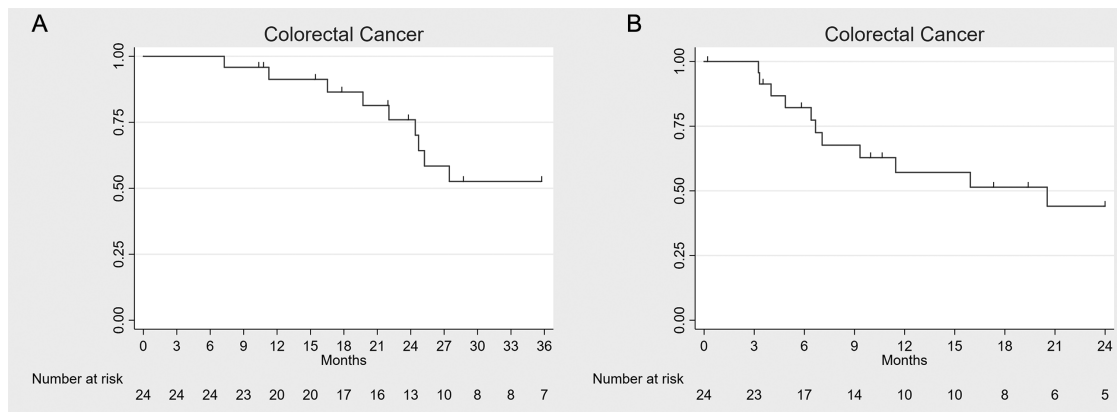 A
Colorectal Cancer
1.00
0.75
0.50
0.25
0.00
0 3 6 9 12 15 18 21 24 27 30 33 36
Months
Number at risk
24 24 24 23 20 20 17 16 13 10 8 8 7
B
Colorectal Cancer
1.00
0.75
0.50
0.25
0.00
0 3 6 9 12 15 18 21 24
Months
Number at risk
24 23 17 14 10 10 8 6 5